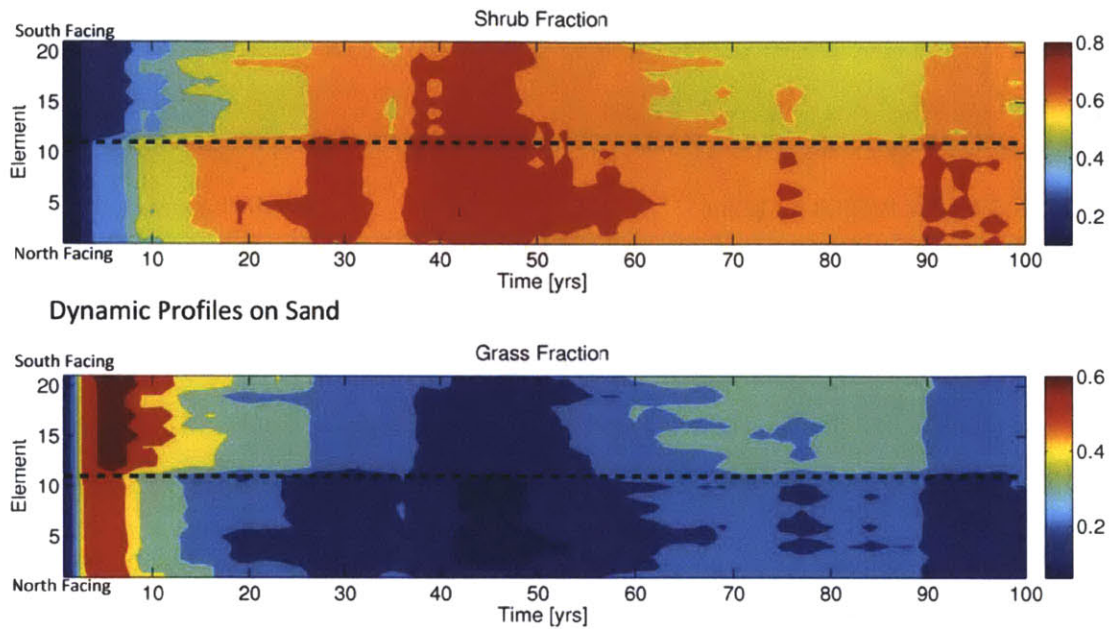 Shrub Fraction
South Facing
20
15
10
5
Element
North Facing
10 20 30 40 50 60 70 80 90 100
Time [yrs]
0.8
0.6
0.4
0.2
Dynamic Profiles on Sand
Grass Fraction
South Facing
20
15
10
5
Element
North Facing
10 20 30 40 50 60 70 80 90 100
Time [yrs]
0.6
0.4
0.2